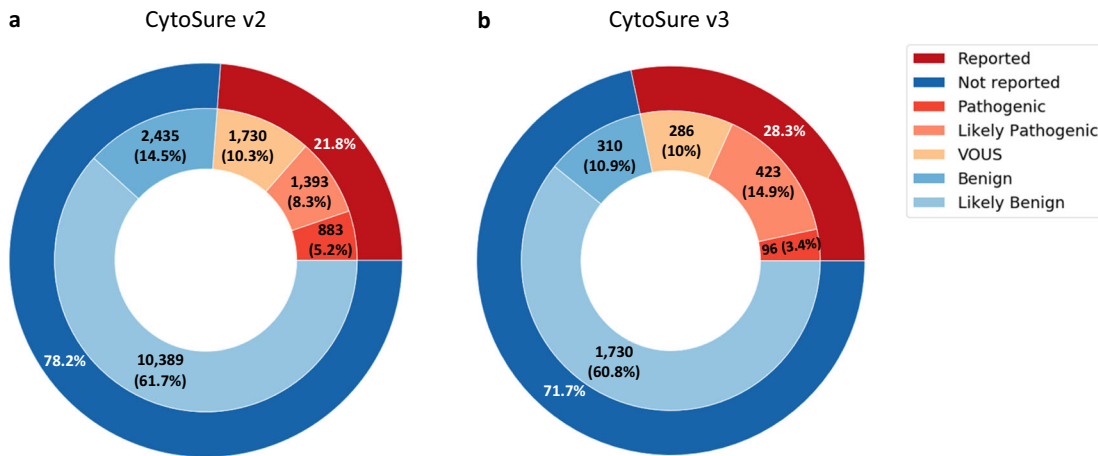 a
CytoSure v2
b
CytoSure v3
2,435
(14.5%)
1,730
(10.3%)
21.8%
1,393
(8.3%)
883
(5.2%)
78.2%
10,389
(61.7%)
310
(10.9%)
286
(10%)
28.3%
423
(14.9%)
96 (3.4%)
1,730
(60.8%)
71.7%
Reported
Not reported
Pathogenic
Likely Pathogenic
VOUS
Benign
Likely Benign